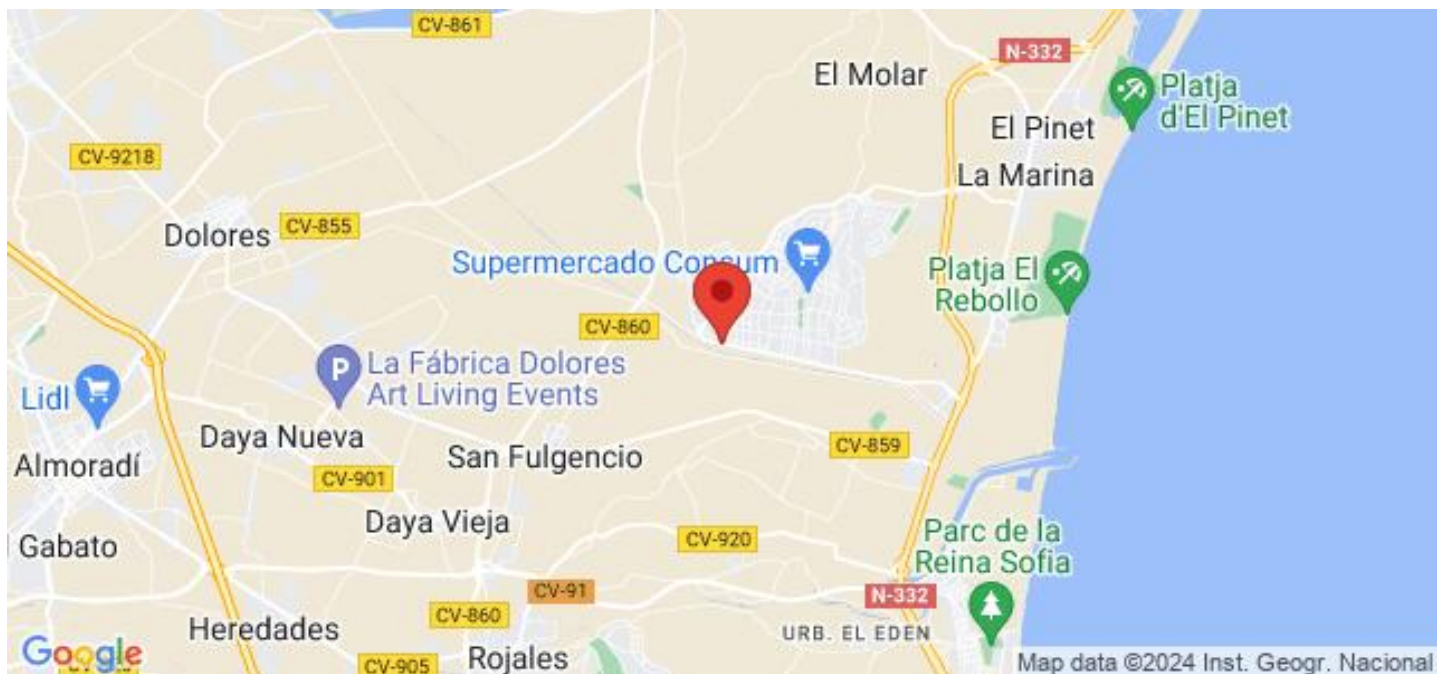 CV-861
N-332
El Molar
Platja
d'El Pinet
El Pinet
CV-9218
La Marina
Dolores
CV-855
Supermercado Consum
Platja El
Rebollo
CV-860
La Fábrica Dolores
Art Living Events
P
Lidl
Daya Nueva
CV-859
San Fulgencio
Almoradí
CV-901
Daya Vieja
Parc de la
Reina Sofia
CV-920
Gabato
CV-91
N-332
CV-860
Heredades
URB. EL EDEN
Google
CV-905
Rojales
Map data ©2024 Inst. Geogr. Nacional